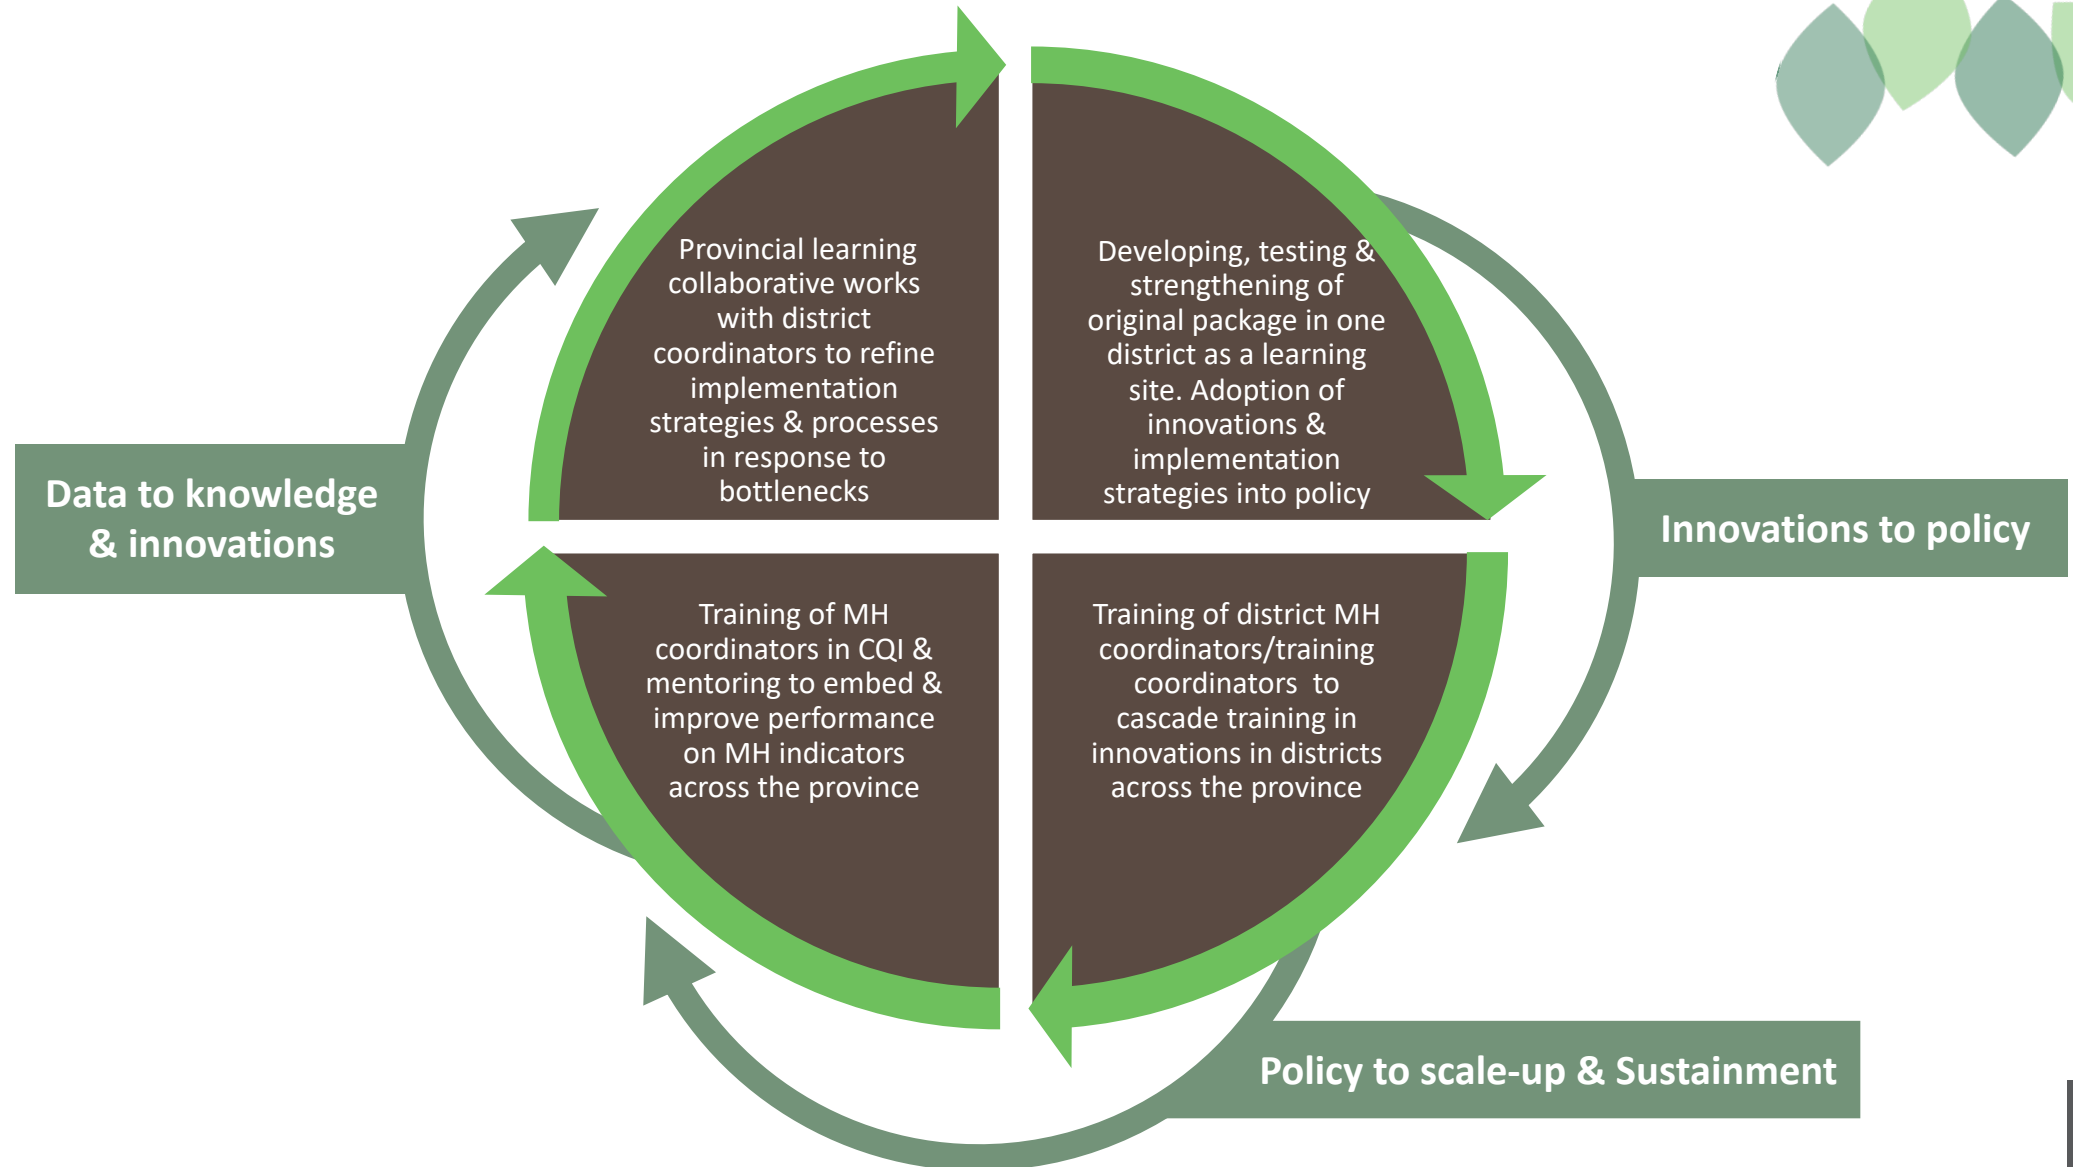 Provincial learning
collaborative works
with district
coordinators to refine
implementation
strategies & processes
in response to
bottlenecks
Developing, testing &
strengthening of
original package in one
district as a learning
site. Adoption of
innovations &
implementation
strategies into policy
Data to knowledge
& innovations
Innovations to policy
Training of MH
coordinators in CQI &
mentoring to embed &
improve performance
on MH indicators
across the province
Training of district MH
coordinators/training
coordinators  to
cascade training in
innovations in districts
across the province
Policy to scale-up & Sustainment